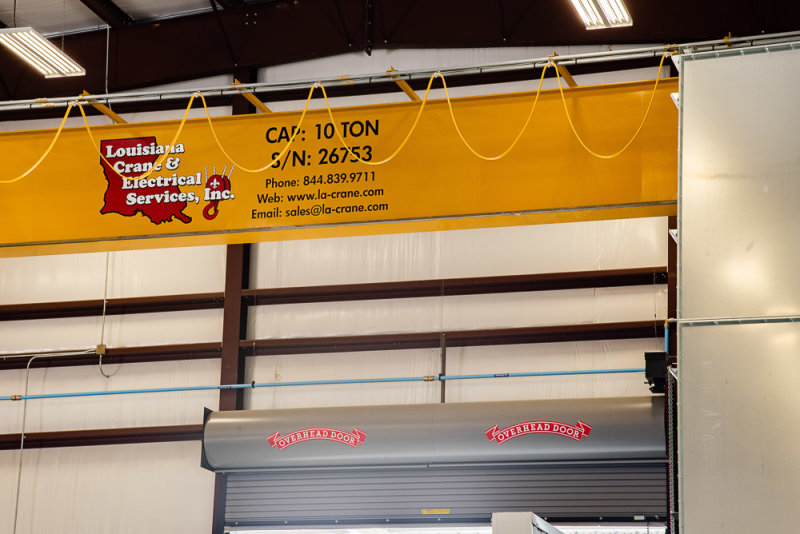 Louisiana
Crane &
Electrical
Services, Inc.
CAP: 10 TON
S/N: 26753
Phone: 844.839.9711
Web: www.la-crane.com
Email: sales@la-crane.com
OVERHEAD DOOR
OVERHEAD DOOR